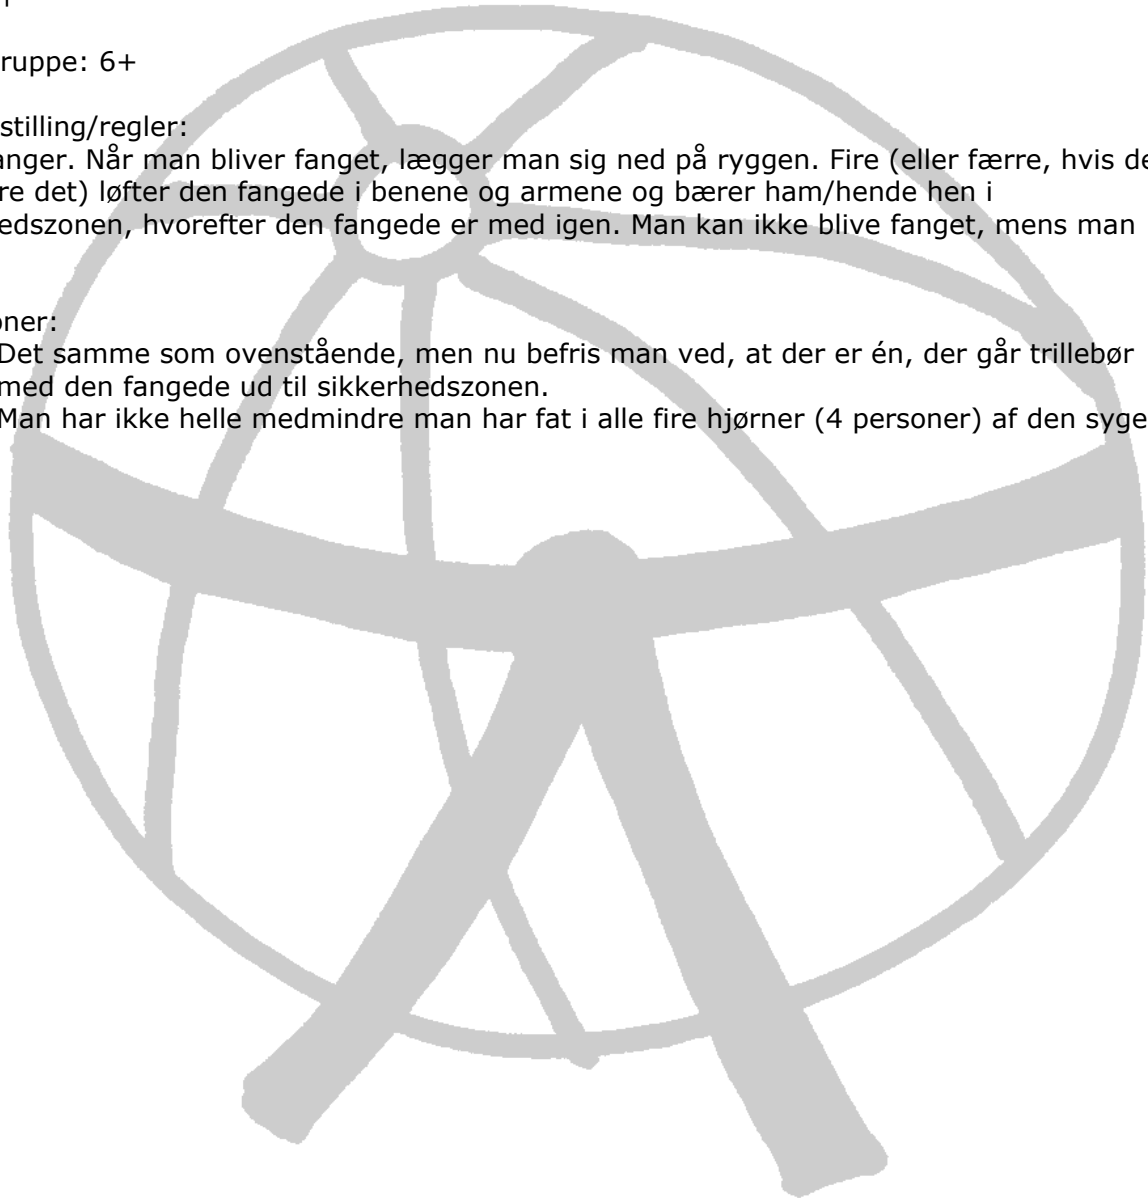 ruppe: 6+
stilling/regler:
anger. Når man bliver fanget, lægger man sig ned på ryggen. Fire (eller færre, hvis de
re det) løfter den fangede i benene og armene og bærer ham/hende hen i
edszonen, hvorefter den fangede er med igen. Man kan ikke blive fanget, mens man
oner:
Det samme som ovenstående, men nu befris man ved, at der er én, der går trillebør
med den fangede ud til sikkerhedszonen.
Man har ikke helle medmindre man har fat i alle fire hjørner (4 personer) af den syge